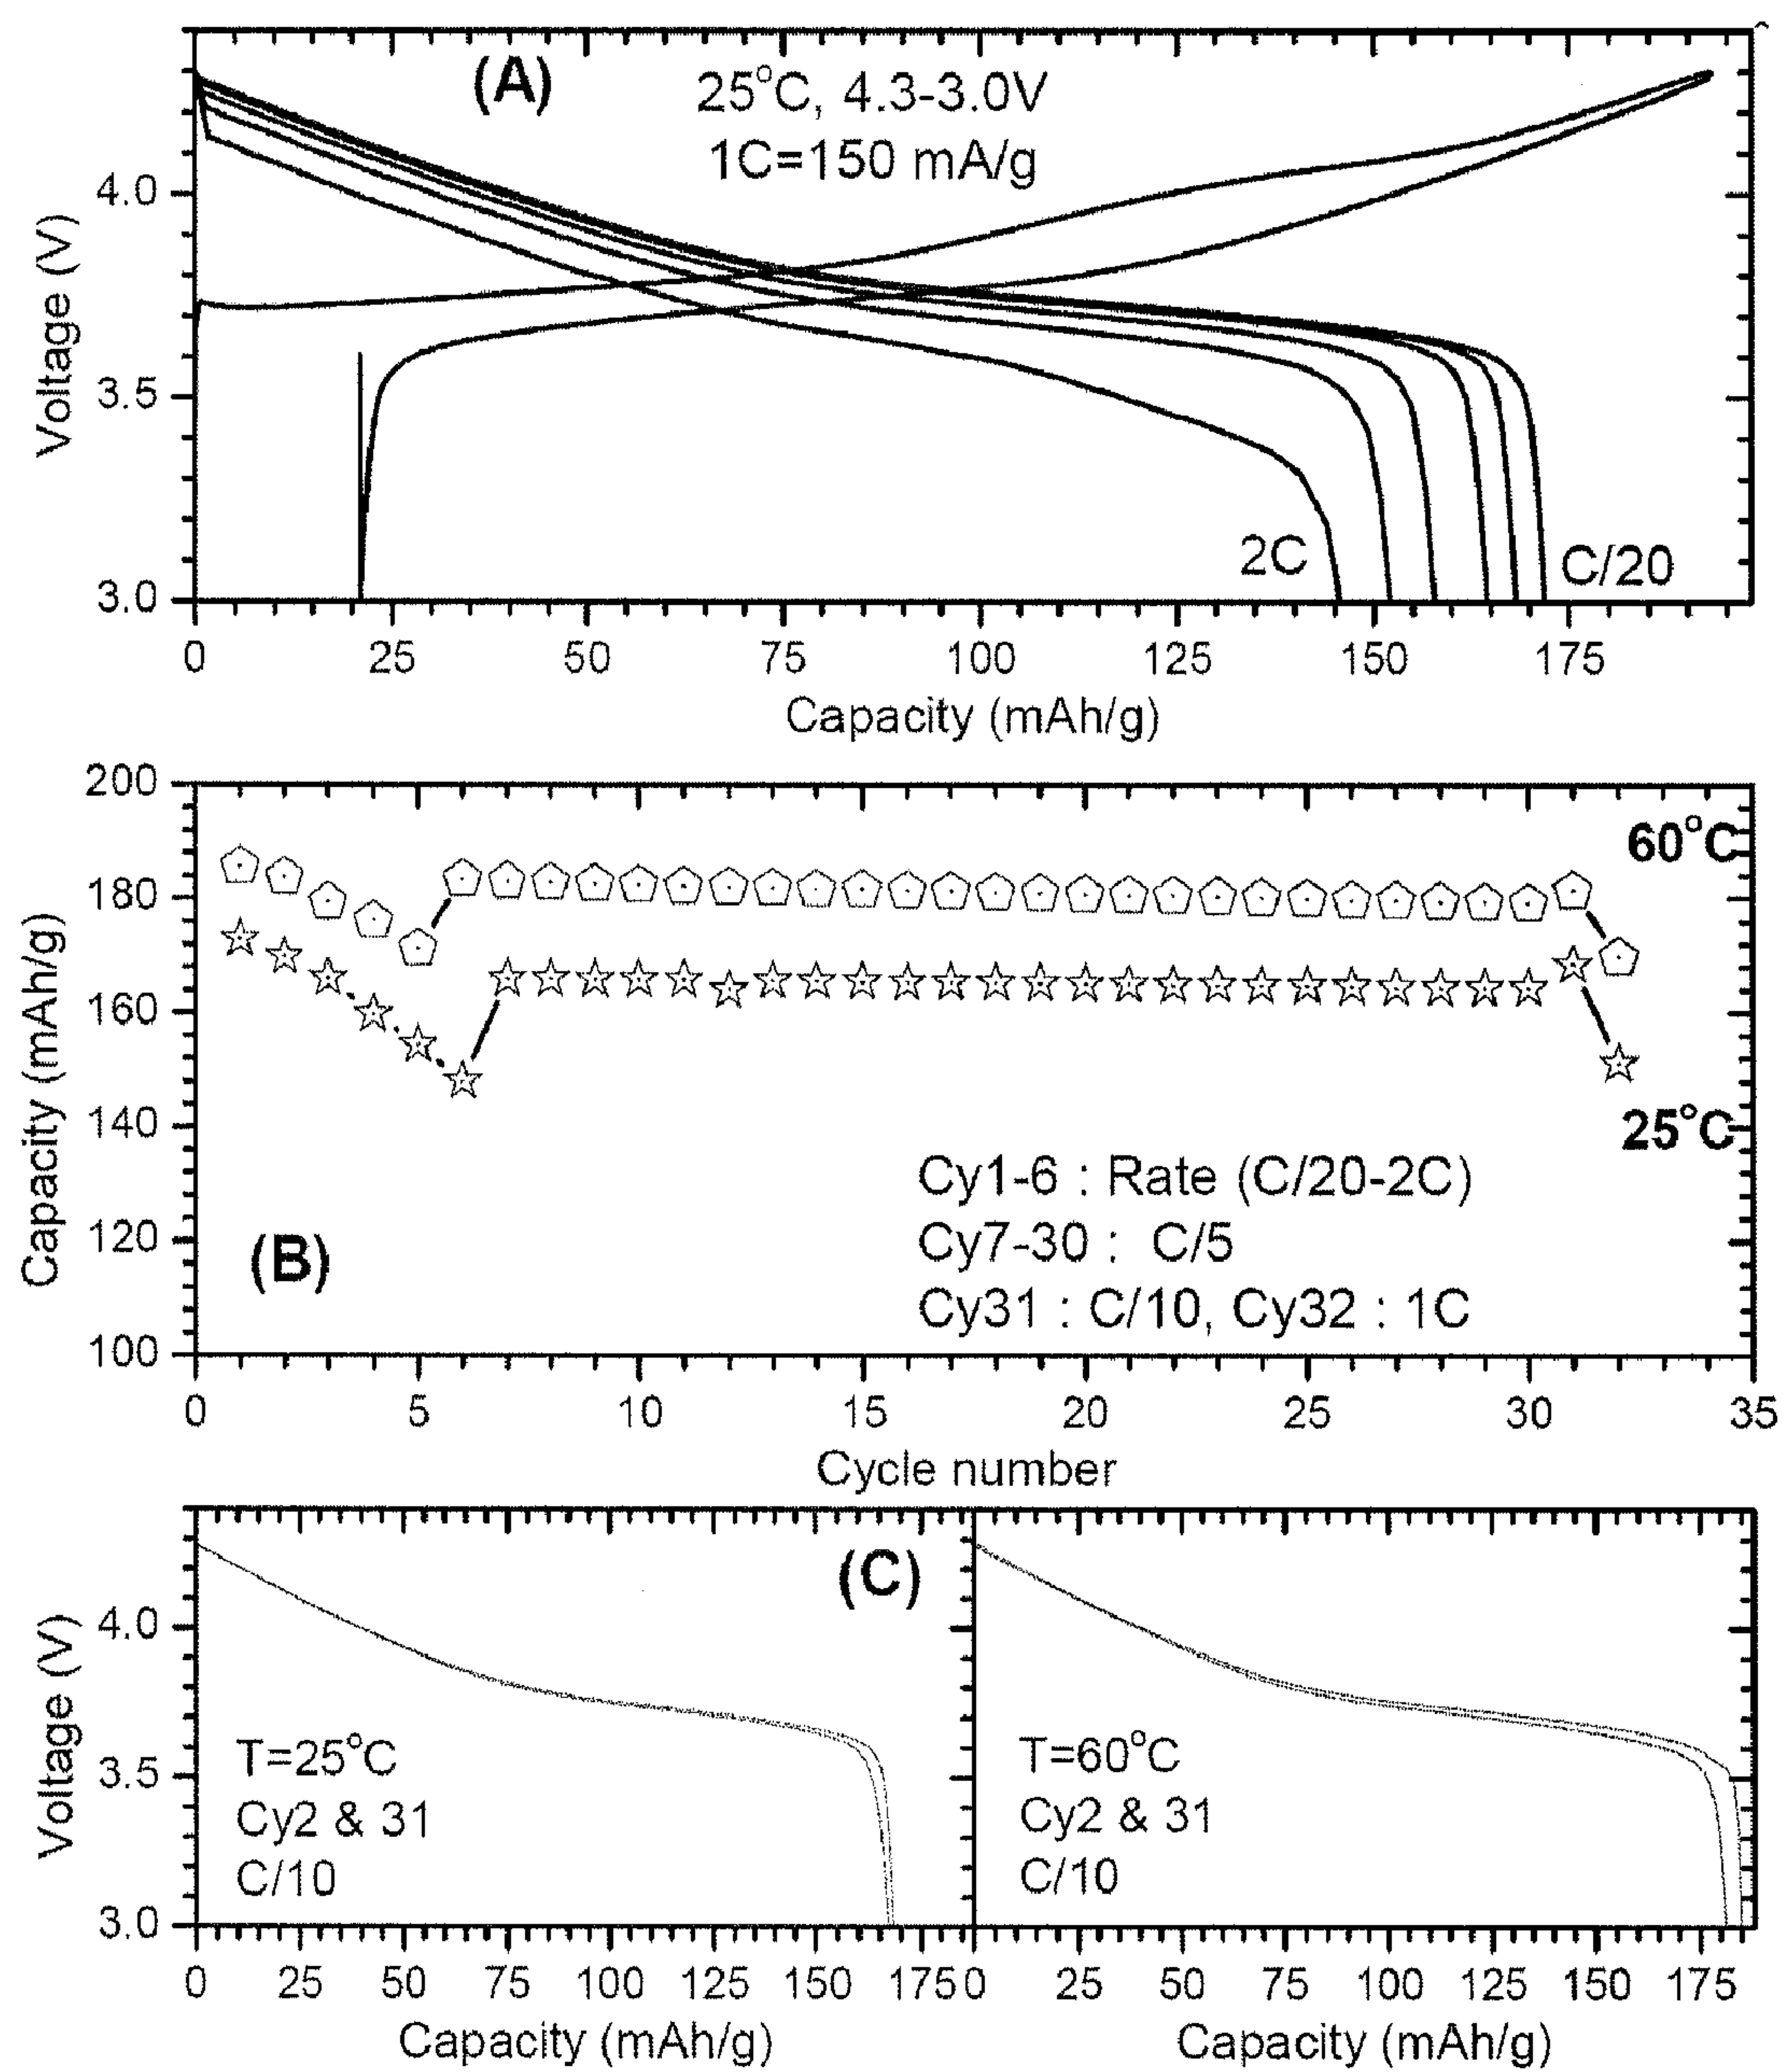 (A)
25°C, 4.3-3.0V
1C=150 mA/g
4.0
3.5
3.0
Voltage (V)
2C
C/20
0 25 50 75 100 125 150 175
Capacity (mAh/g)
200
180
160
140
120
100
Capacity (mAh/g)
60°C
25°C
Cy1-6 : Rate (C/20-2C)
Cy7-30 : C/5
Cy31 : C/10, Cy32 : 1C
(B)
0 5 10 15 20 25 30 35
Cycle number
(C)
4.0
3.5
3.0
Voltage (V)
T=25°C
Cy2 & 31
C/10
T=60°C
Cy2 & 31
C/10
0 25 50 75 100 125 150 175 0 25 50 75 100 125 150 175
Capacity (mAh/g) Capacity (mAh/g)